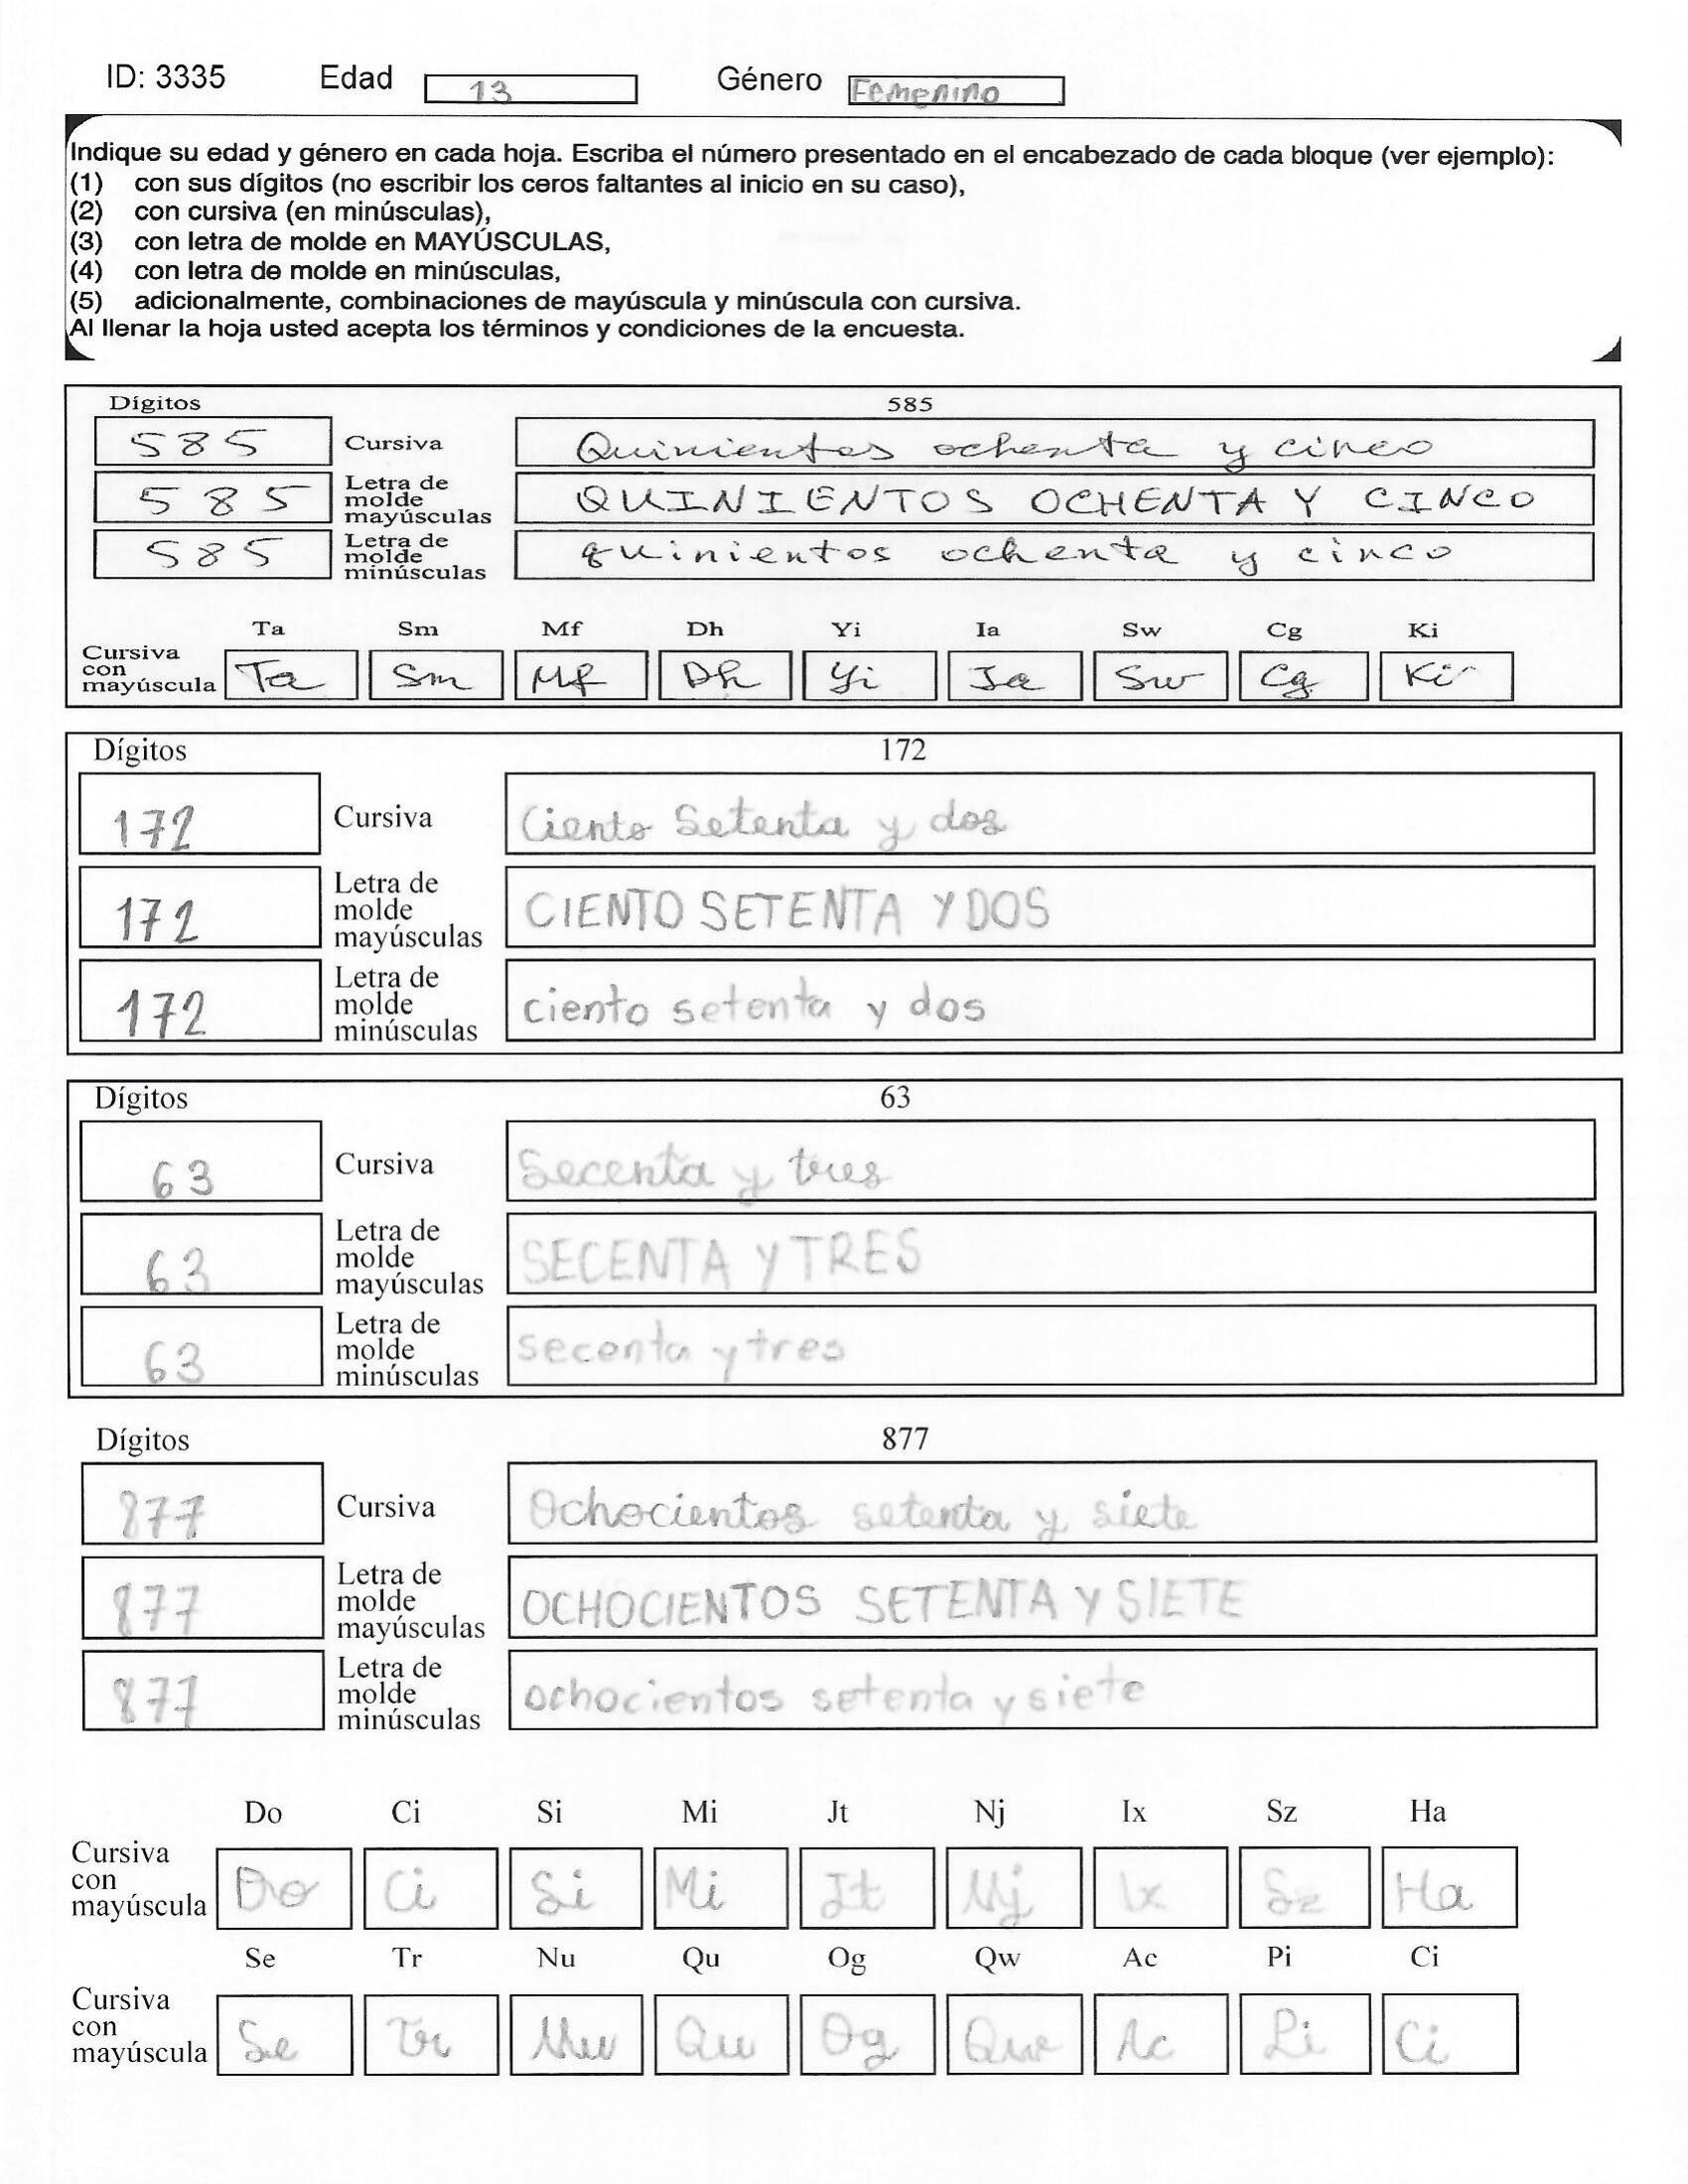 ID: 3335 Edad 13 Género Femenino
Indique su edad y género en cada hoja. Escriba el número presentado en el encabezado de cada bloque (ver ejemplo):
(1) con sus dígitos (no escribir los ceros faltantes al inicio en su caso),
(2) con cursiva (en minúsculas),
(3) con letra de molde en MAYÚSCULAS,
(4) con letra de molde en minúsculas,
(5) adicionalmente, combinaciones de mayúscula y minúscula con cursiva.
Al llenar la hoja usted acepta los términos y condiciones de la encuesta.
Dígitos 585
585 Cursiva Quinientos ochenta y cinco
585 Letra de molde mayúsculas QUINIENTOS OCHENTA Y CINCO
585 Letra de molde minúsculas quinientos ochenta y cinco
Ta Sm Mf Dh Yi Ia Sw Cg Ki
Cursiva con mayúscula Ta Sm Mf Dh Yi Ia Sw Cg Ki
Dígitos 172
172 Cursiva Ciento Setenta y dos
172 Letra de molde mayúsculas CIENTO SETENTA Y DOS
172 Letra de molde minúsculas ciento setenta y dos
Dígitos 63
63 Cursiva Secenta y tres
63 Letra de molde mayúsculas SECENTA Y TRES
63 Letra de molde minúsculas secenta y tres
Dígitos 877
877 Cursiva Ochocientos setenta y siete
877 Letra de molde mayúsculas OCHOCIENTOS SETENTA Y SIETE
877 Letra de molde minúsculas ochocientos setenta y siete
Do Ci Si Mi Jt Nj Ix Sz Ha
Cursiva con mayúscula Do Ci Si Mi Jt Nj Ix Sz Ha
Se Tr Nu Qu Og Qw Ac Pi Ci
Cursiva con mayúscula Se Tr Nu Qu Og Qw Ac Pi Ci